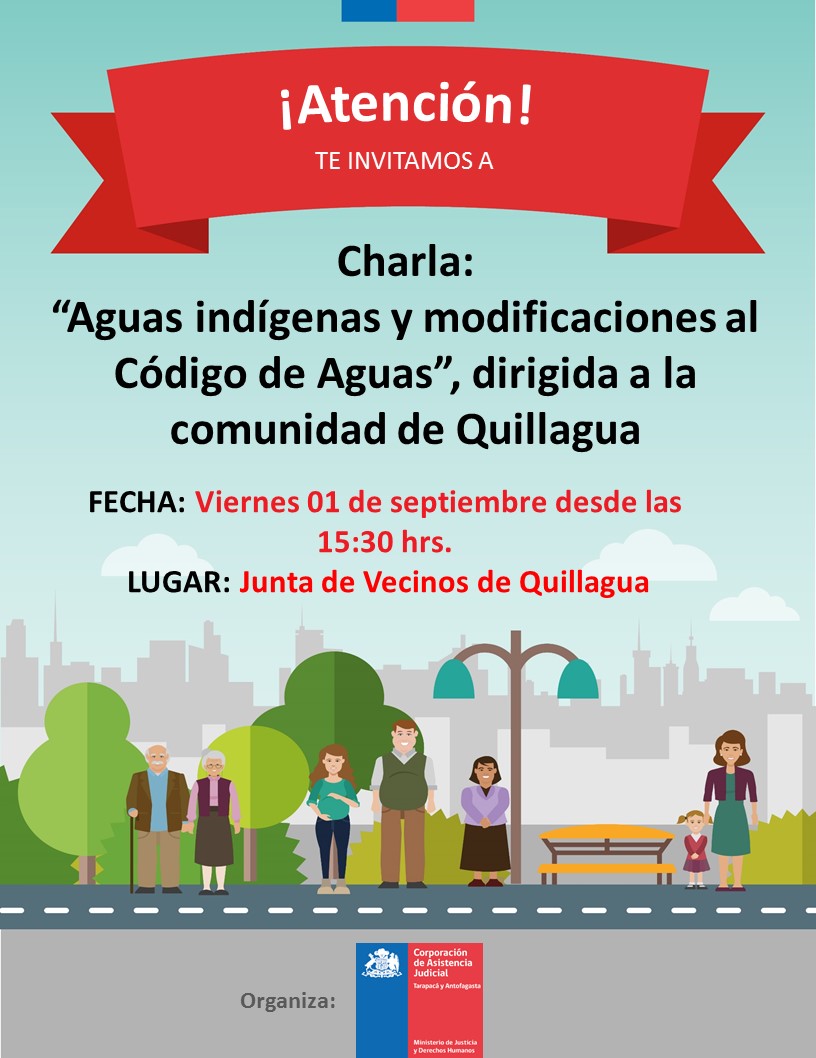 ¡Atención!
TE INVITAMOS A
Charla:
“Aguas indígenas y modificaciones al
Código de Aguas”, dirigida a la
comunidad de Quillagua
FECHA: Viernes 01 de septiembre desde las
15:30 hrs.
LUGAR: Junta de Vecinos de Quillagua
Organiza:
Corporación
de Asistencia
Judicial
Tarapacá y Antofagasta
Ministerio de Justicia
y Derechos Humanos